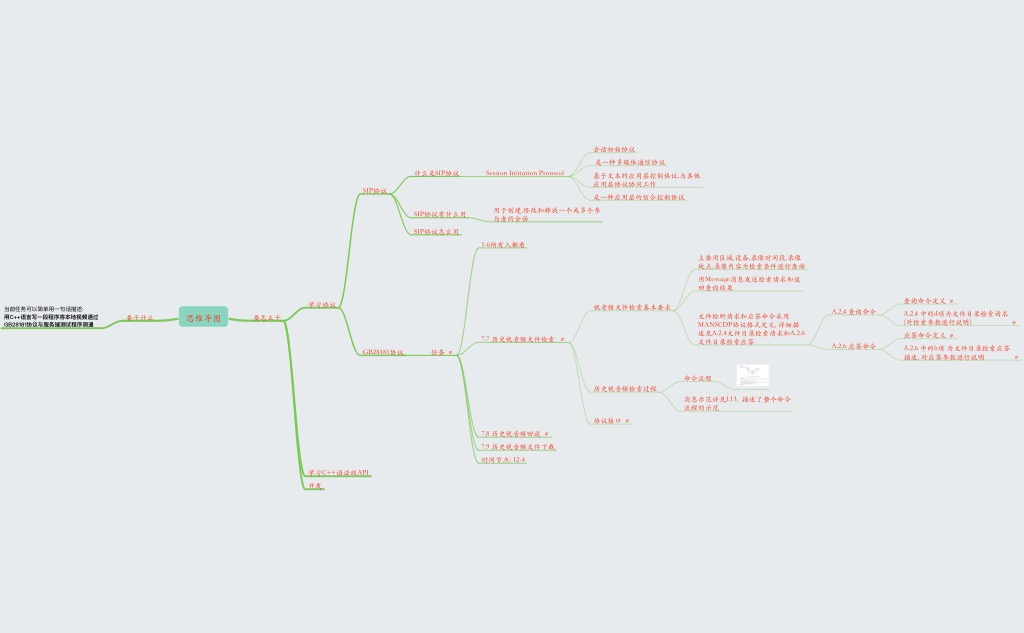 当前任务可以简单用一句话描述:
用C++语言写一段程序将本地视频通过
GB28181协议与服务端测试程序调通
要干什么
思维导图
要怎么干
学习协议
SIP协议
什么是SIP协议
Session Initiation Protocol
会话初始协议
是一种多媒体通信协议
基于文本的应用层控制协议,与其他
应用层协议协同工作
是一种应用层的信令控制协议
SIP协议有什么用
用于创建,修改和释放一个或多个参
与者的会话
SIP协议怎么用
GB28181协议
任务
1-6所有人都看
7.7 历史视音频文件检索
视音频文件检索基本要求
主要用区域,设备,录像时间段,录像
地点,录像内容为检索条件进行查询
用Message消息发送检索请求和返
回查询结果
文件检所请求和应答命令采用
MANSCDP协议格式定义,详细描
述见A.2.4文件目录检索请求和A.2.6
文件目录检索应答
A.2.4 查询命令
查询命令定义
A.2.4 中的d项为文件目录检索请求
(对检索参数进行说明)
A.2.6 应答命令
应答命令定义
A.2.6 中的h项 为文件目录检索应答
描述, 对应答参数进行说明
历史视音频检索过程
命令流程
消息示范详见J.13, 描述了整个命令
流程的示范
协议接口
7.8 历史视音频回放
7.9 历史视音频文件下载
时间节点: 12.4
学习C++语法级API
开发